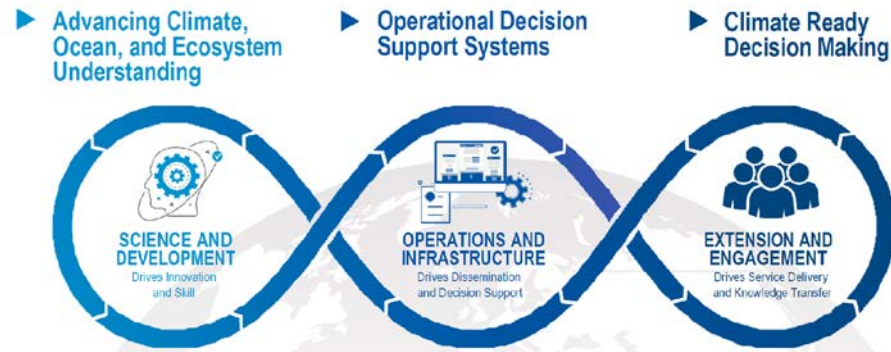 Advancing Climate,
Ocean, and Ecosystem
Understanding
Operational Decision
Support Systems
Climate Ready
Decision Making
SCIENCE AND
DEVELOPMENT
Drives Innovation
and Skill
OPERATIONS AND
INFRASTRUCTURE
Drives Dissemination
and Decision Support
EXTENSION AND
ENGAGEMENT
Drives Service Delivery
and Knowledge Transfer